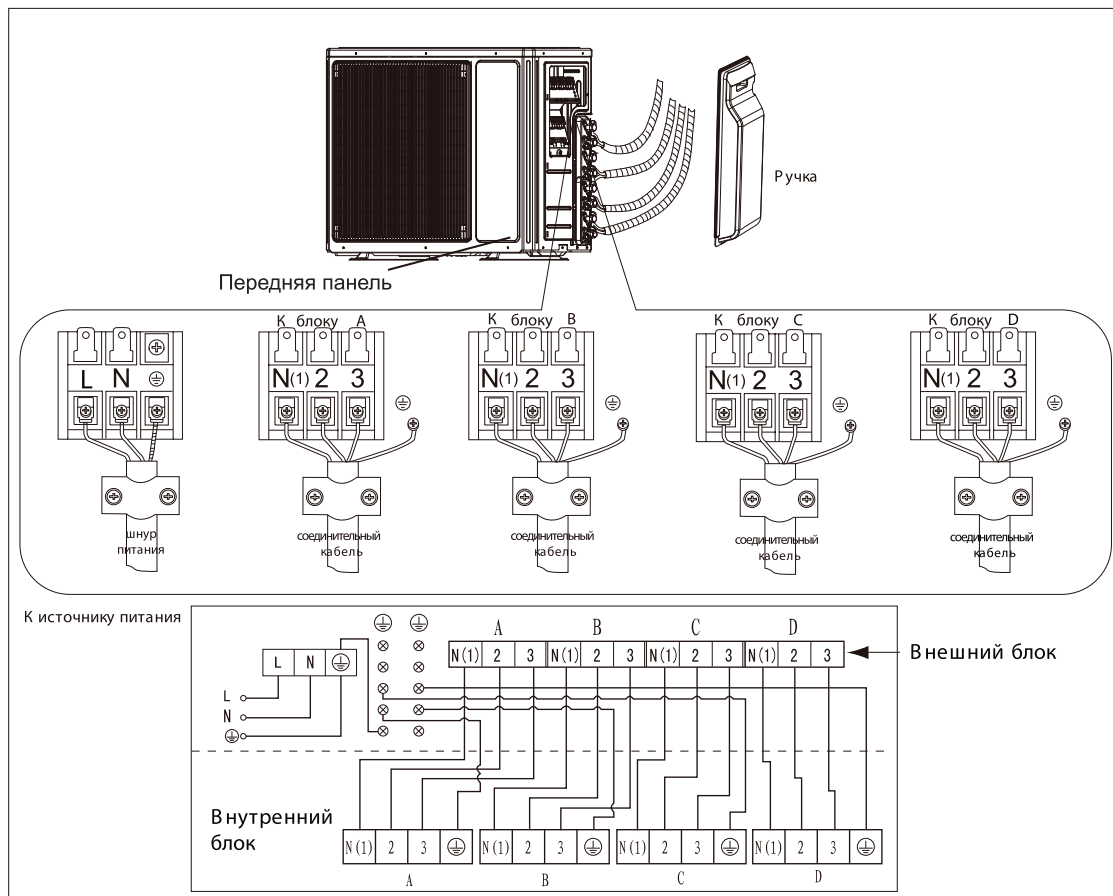 Ручка
Передняя панель
К блоку A
К блоку B
К блоку C
К блоку D
L N
N(1) 2 3
N(1) 2 3
N(1) 2 3
N(1) 2 3
шнур
питания
соединительный
кабель
соединительный
кабель
соединительный
кабель
соединительный
кабель
К источнику питания
A B C D
N(1) 2 3 N(1) 2 3 N(1) 2 3 N(1) 2 3
Внешний блок
L N
L
N
Внутренний
блок
N(1) 2 3 N(1) 2 3 N(1) 2 3 N(1) 2 3
A B C D